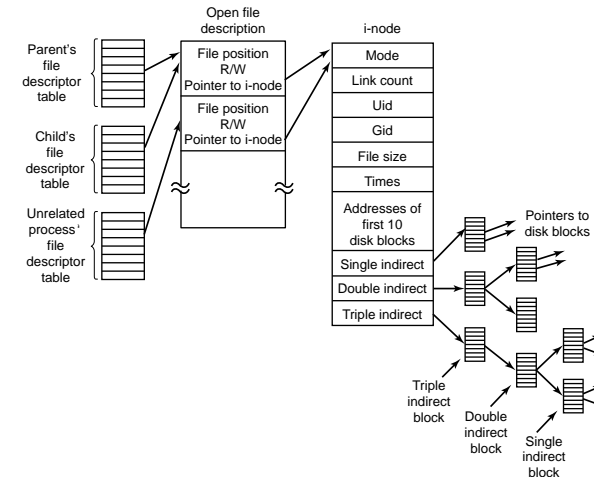 Open file
description
i-node
Parent's
file
descriptor
table
Child's
file
descriptor
table
Unrelated
process'
file
descriptor
table
File position
R/W
Pointer to i-node
File position
R/W
Pointer to i-node
Mode
Link count
Uid
Gid
File size
Times
Addresses of
first 10
disk blocks
Single indirect
Double indirect
Triple indirect
Pointers to
disk blocks
Triple
indirect
block
Double
indirect
block
Single
indirect
block